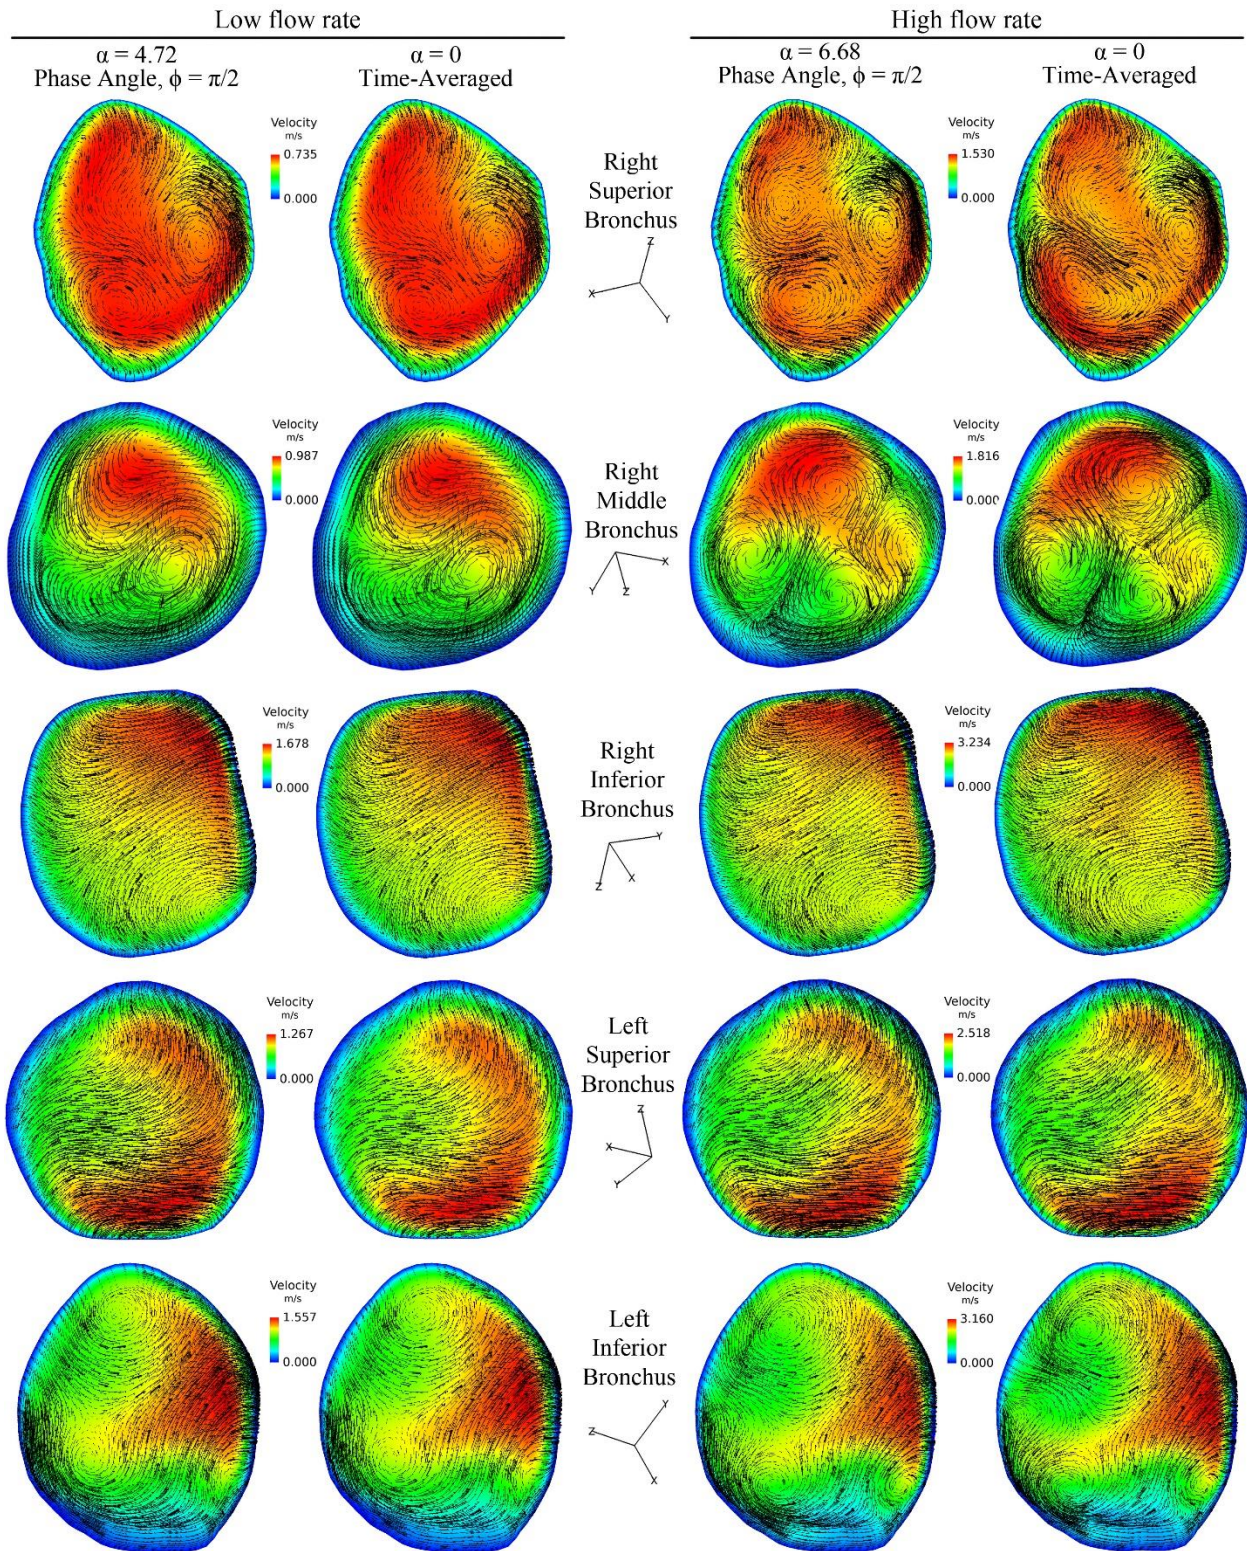 Low flow rate
High flow rate
α = 4.72
Phase Angle, ϕ = π/2
α = 0
Time-Averaged
α = 6.68
Phase Angle, ϕ = π/2
α = 0
Time-Averaged
Velocity
m/s
0.735
0.000
Right
Superior
Bronchus
Z
X
Y
Velocity
m/s
1.530
0.000
Velocity
m/s
0.987
0.000
Right
Middle
Bronchus
X
Y
Z
Velocity
m/s
1.816
0.000
Velocity
m/s
1.678
0.000
Right
Inferior
Bronchus
Y
X
Z
Velocity
m/s
3.234
0.000
Velocity
m/s
1.267
0.000
Left
Superior
Bronchus
Z
X
Y
Velocity
m/s
2.518
0.000
Velocity
m/s
1.557
0.000
Left
Inferior
Bronchus
Y
Z
X
Velocity
m/s
3.160
0.000